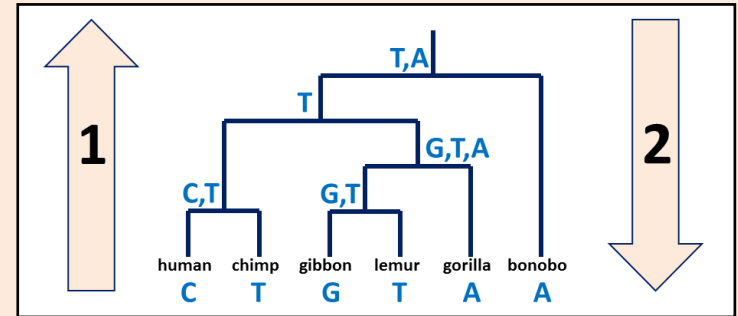 T,A
T
1
2
G,T,A
C,T
G,T
human chimp gibbon lemur gorilla bonobo
C T G T A A